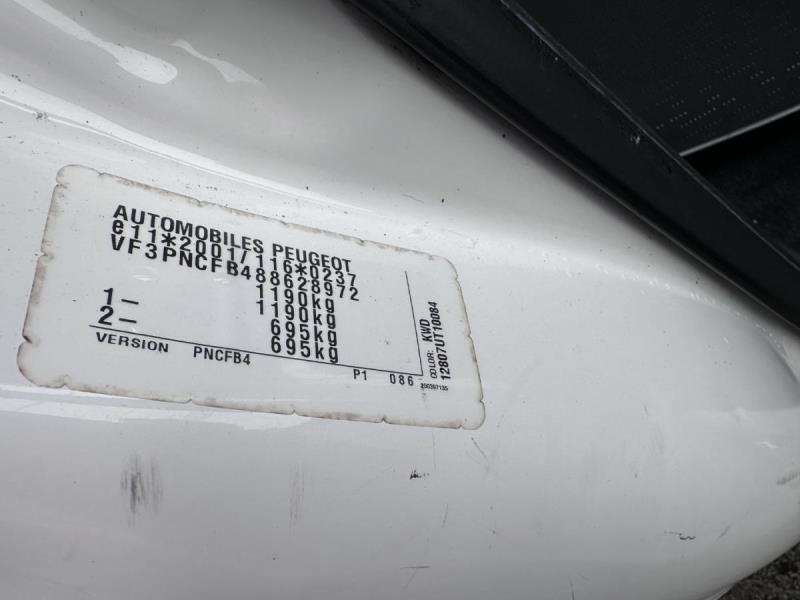 AUTOMOBILES PEUGEOT
e11*2001/116*0237
VF3PNCFB488628972
1190kg
1190kg
1– 695kg
2– 695kg
VERSION PNCFB4
P1 086
COLOR: KWD
12807UT10084
200397135